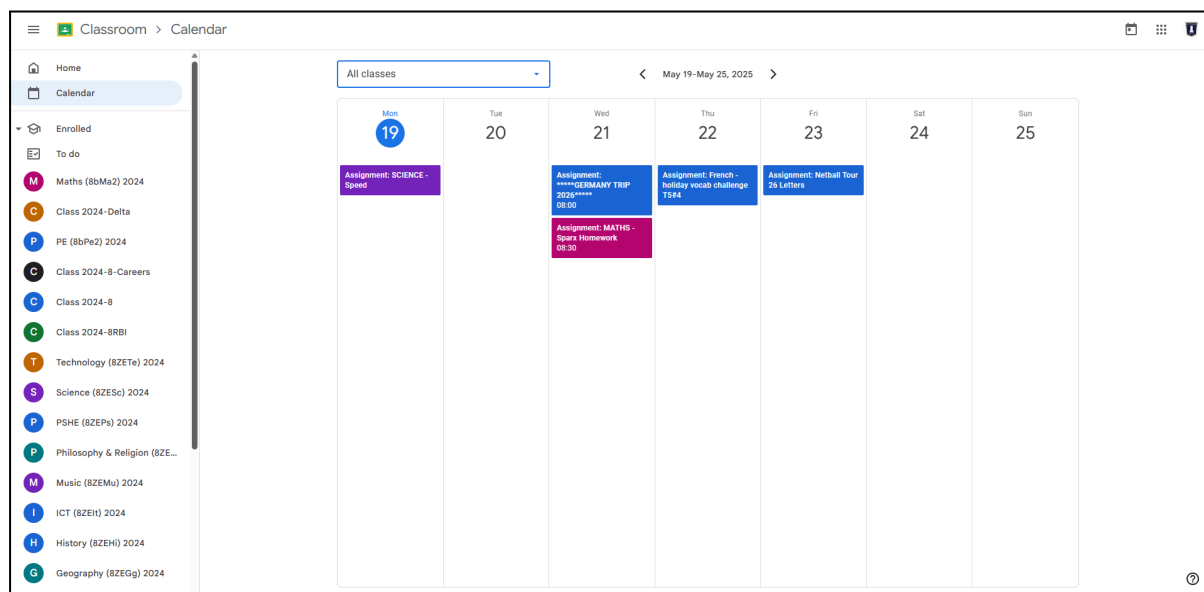 Classroom > Calendar
Home
Calendar
Enrolled
To do
M Maths (8bMa2) 2024
C Class 2024-Delta
P PE (8bPe2) 2024
C Class 2024-8-Careers
C Class 2024-8
C Class 2024-8RBI
T Technology (8ZETe) 2024
S Science (8ZESc) 2024
P PSHE (8ZEPs) 2024
P Philosophy & Religion (8ZE...
M Music (8ZEMu) 2024
I ICT (8ZEIt) 2024
H History (8ZEHi) 2024
G Geography (8ZEGg) 2024
All classes
May 19-May 25, 2025
Mon
19
Tue
20
Wed
21
Thu
22
Fri
23
Sat
24
Sun
25
Assignment: SCIENCE -
Speed
Assignment:
*****GERMANY TRIP
2026*****
08:00
Assignment: MATHS -
Sparx Homework
08:30
Assignment: French -
holiday vocab challenge
T5#4
Assignment: Netball Tour
26 Letters